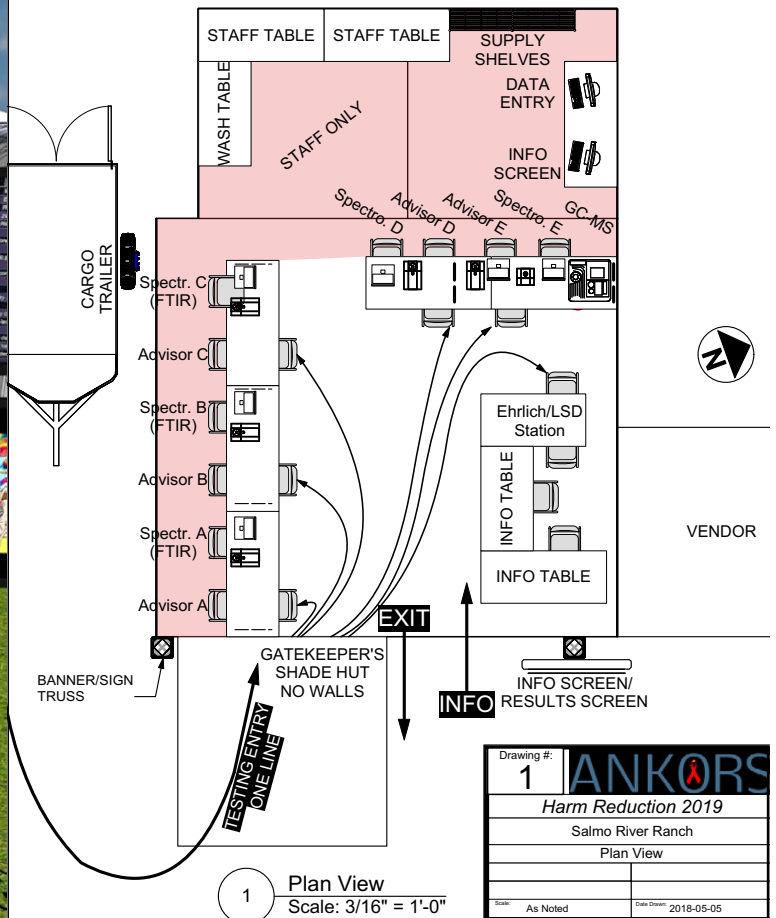 STAFF TABLE
STAFF TABLE
SUPPLY
SHELVES
WASH TABLE
STAFF ONLY
DATA
ENTRY
INFO
SCREEN
CARGO
TRAILER
Spectro. D
Advisor D
Advisor E
Spectro. E
GC-MS
Spectr. C
(FTIR)
Advisor C
Spectr. B
(FTIR)
Advisor B
Spectr. A
(FTIR)
Advisor A
N
Ehrlich/LSD
Station
INFO TABLE
INFO TABLE
VENDOR
BANNER/SIGN
TRUSS
GATEKEEPER'S
SHADE HUT
NO WALLS
EXIT
INFO
INFO SCREEN/
RESULTS SCREEN
TESTING ENTRY
ONE LINE
1
Plan View
Scale: 3/16" = 1'-0"
Drawing #:
1
ANKORS
Harm Reduction 2019
Salmo River Ranch
Plan View
Scale: As Noted
Date Drawn: 2018-05-05